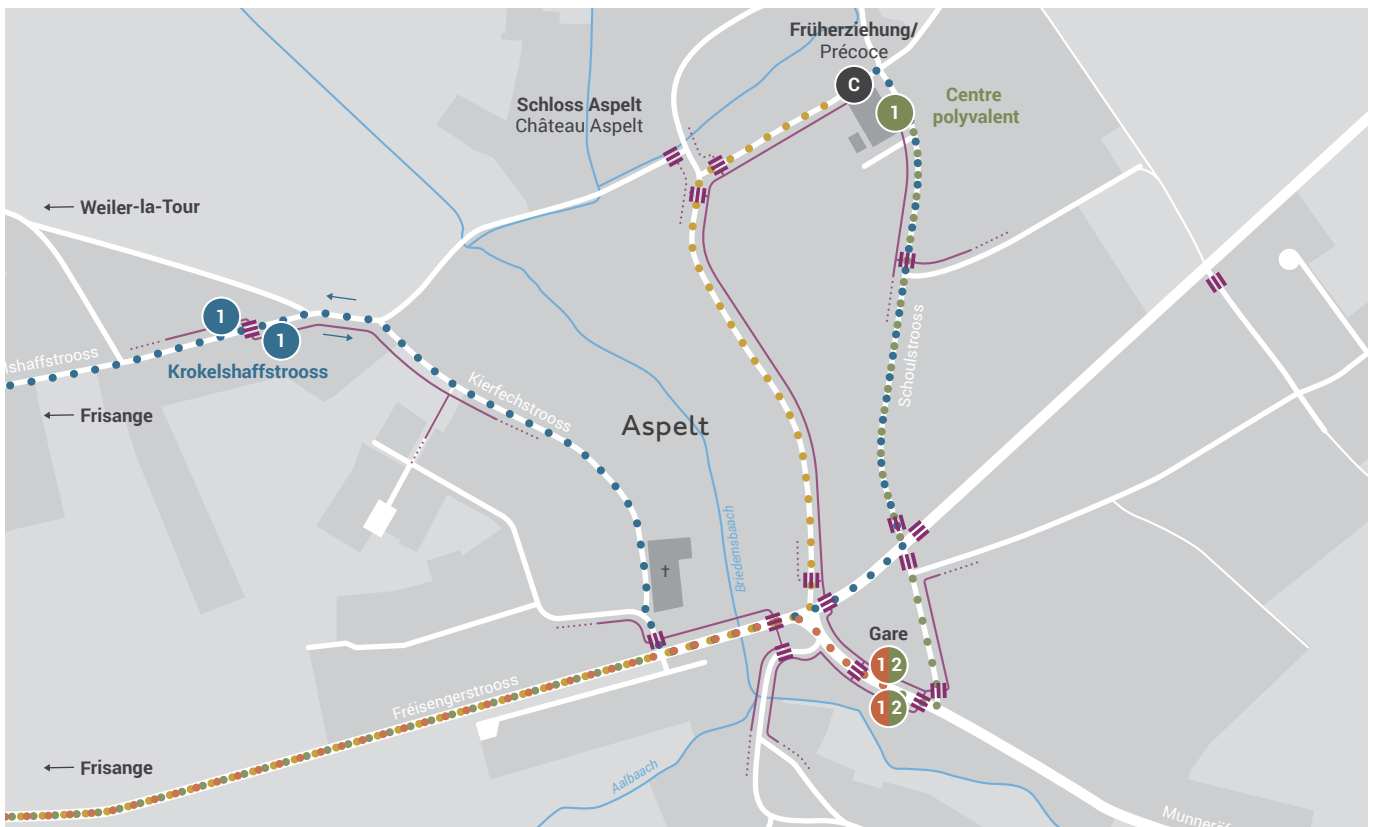 Früherziehung/
Précoce
C
1
Centre
polyvalent
Schloss Aspelt
Château Aspelt
← Weiler-la-Tour
1
1
Krokelshaffstrooss
lshaffstrooss
← Frisange
Kierfechstrooss
Schoulstrooss
Aspelt
†
Briedemsbaach
Gare
1 2
1 2
Fréisengerstrooss
← Frisange
Aalbaach